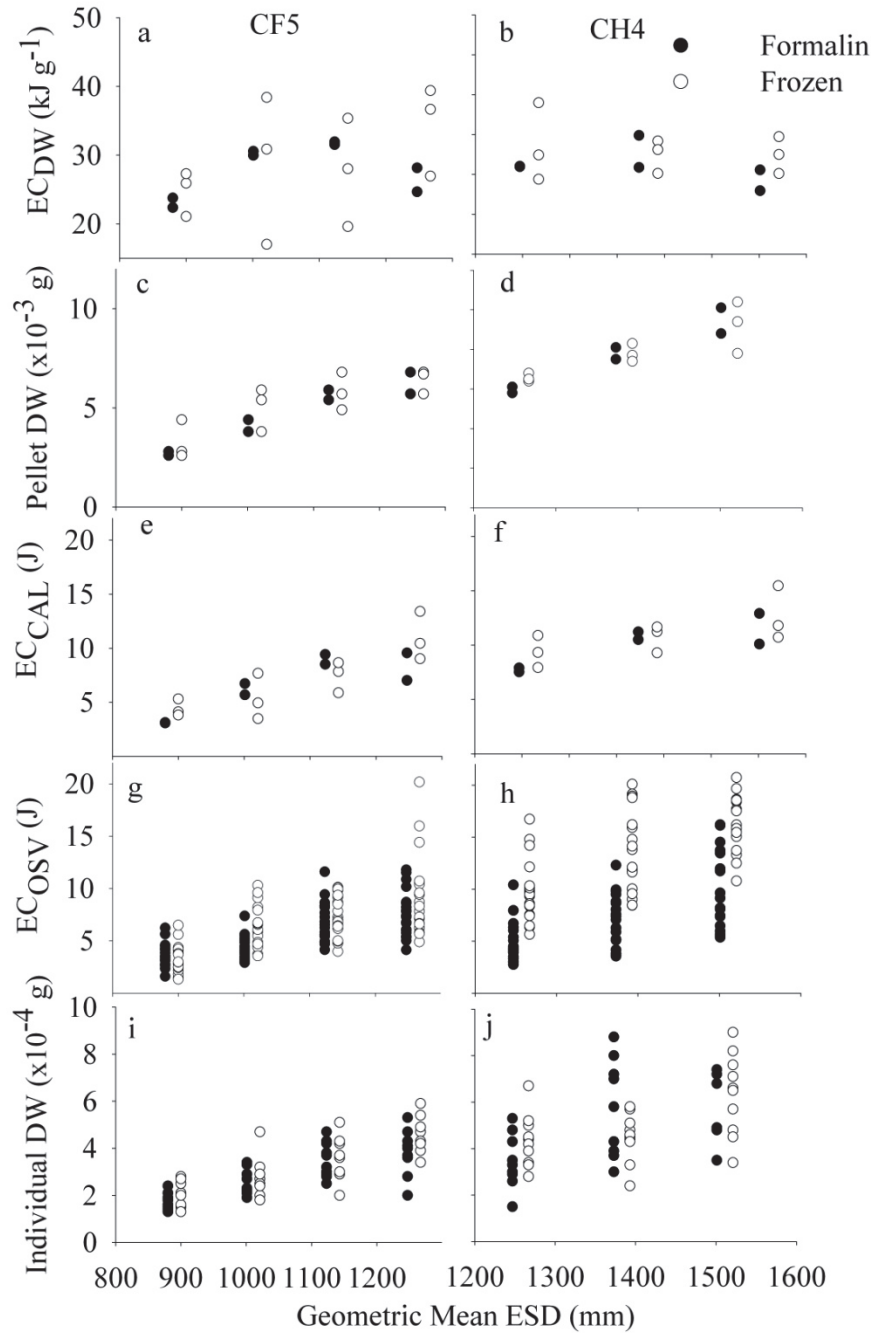 a CF5 b CH4
Formalin
Frozen
EC_DW (kJ g⁻¹)
50
40
30
20
c d
Pellet DW (x10⁻³ g)
10
5
0
e f
EC_CAL (J)
20
15
10
5
g h
EC_OSV (J)
20
15
10
5
i j
Individual DW (x10⁻⁴ g)
10
8
6
4
2
0
800 900 1000 1100 1200 1200 1300 1400 1500 1600
Geometric Mean ESD (mm)